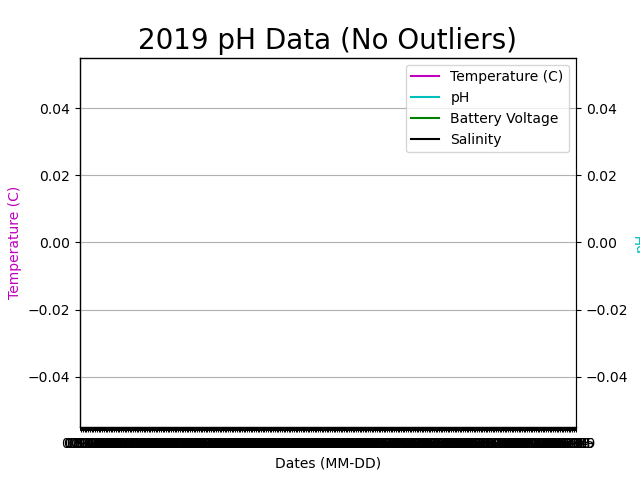 2019 pH Data (No Outliers)
Temperature (C)
pH
Battery Voltage
Salinity
0.04
0.02
0.00
−0.02
−0.04
0.04
0.02
0.00
−0.02
−0.04
Temperature (C)
pH
Dates (MM-DD)